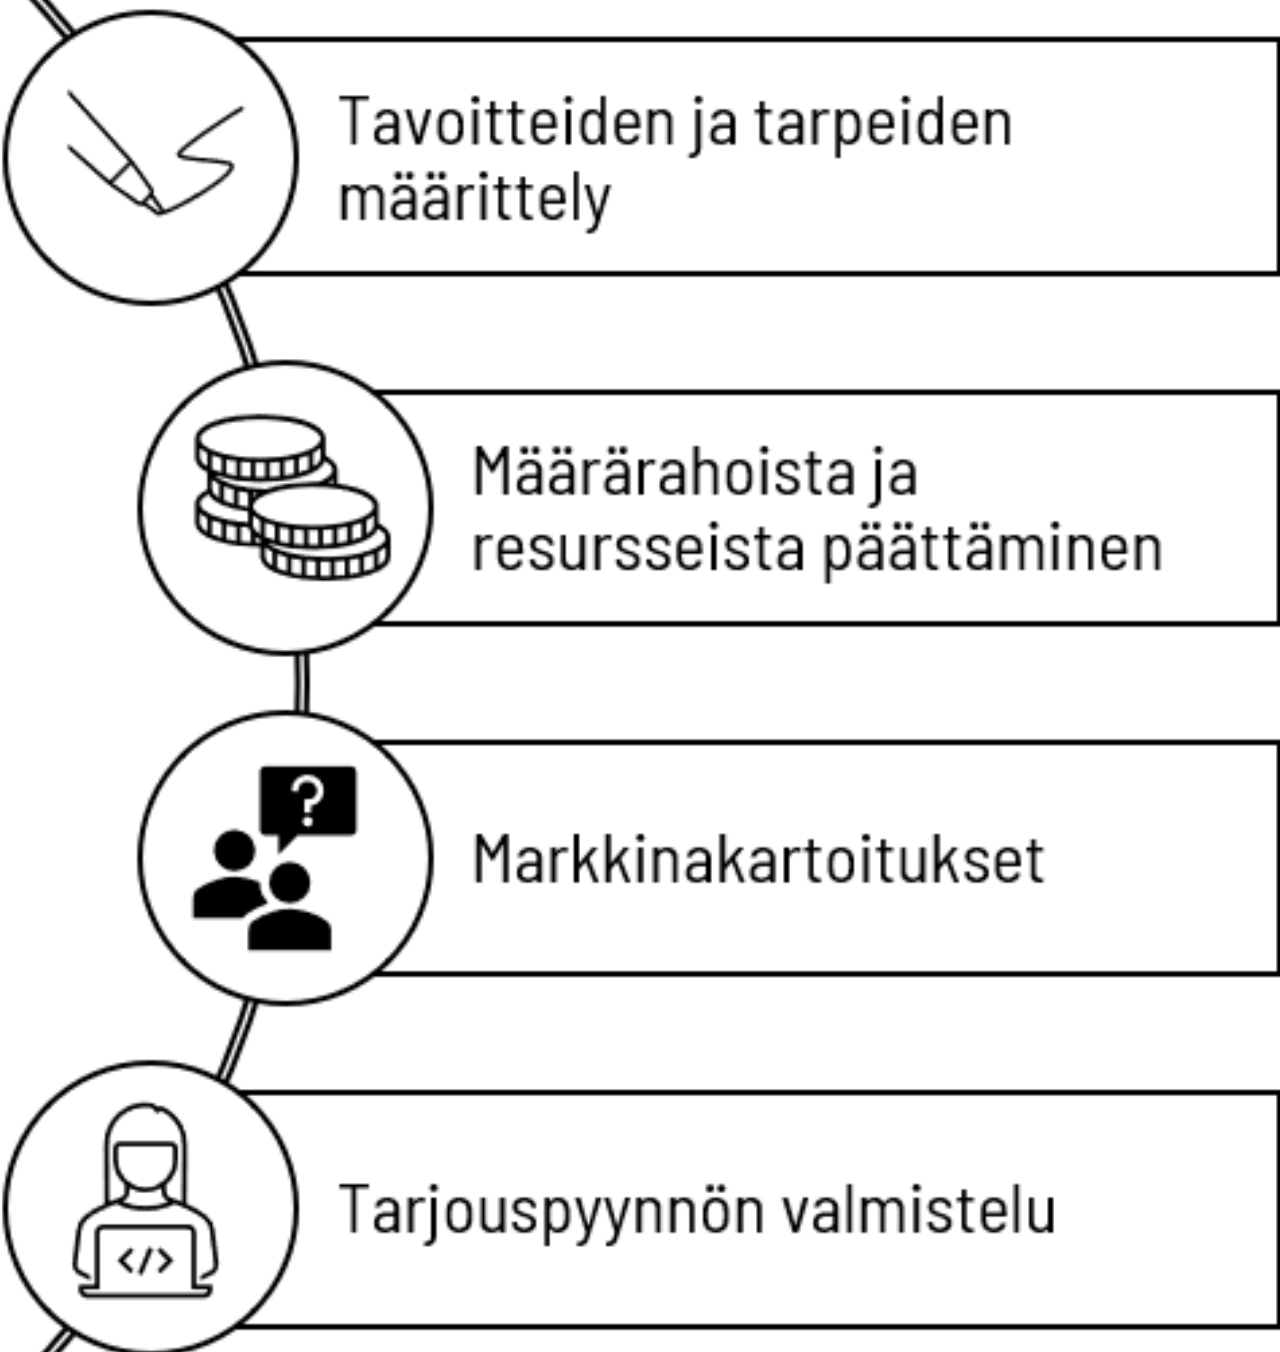 Tavoitteiden ja tarpeiden
määrittely
Määrärahoista ja
resursseista päättäminen
?
Markkinakartoitukset
</>
Tarjouspyynnön valmistelu